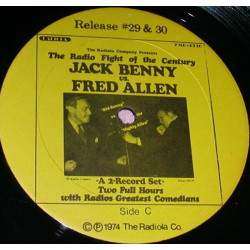 Release #29 & 30
The Radiola Company Presents
The Radio Fight of the Century
JACK BENNY
vs.
FRED ALLEN
-A 2-Record Set-
Two Full Hours
with Radios Greatest Comedians
Side C
© ℗ 1974 The Radiola Co.